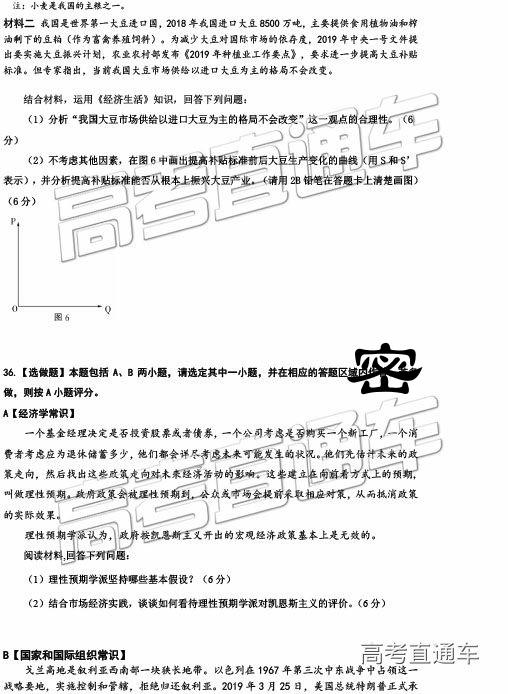 注：小麦是我国的主粮之一。
材料二 我国是世界第一大豆进口国，2018年我国进口大豆8500万吨，主要提供食用植物油和榨
油剩下的豆粕（作为畜禽养殖饲料）。为减少大豆对国际市场的依存度，2019年中央一号文件提
出要实施大豆振兴计划，农业农村部发布《2019年种植业工作要点》，要求进一步提高大豆补贴
标准。但专家指出，当前我国大豆市场供给以进口大豆为主的格局不会改变。
结合材料，运用《经济生活》知识，回答下列问题：
（1）分析“我国大豆市场供给以进口大豆为主的格局不会改变”这一观点的合理性。（6
分）
（2）不考虑其他因素，在图6中画出提高补贴标准前后大豆生产变化的曲线（用S和S’
表示），并分析提高补贴标准能否从根本上振兴大豆产业。（请用2B铅笔在答题卡上清楚画图）
（6分）
P
O
Q
图6
36.【选做题】本题包括 A、B 两小题，请选定其中一小题，并在相应的答题区域内
做，则按A小题评分。
密
A【经济学常识】
一个基金经理决定是否投资股票或者债券，一个公司考虑是否购买一个新工厂，一个消
费者考虑应为退休储蓄多少，他们都会详尽考虑未来可能发生的状况。他们先估计未来的政
策走向，然后找出这些政策走向对未来经济活动的影响。这些建立在向前看方式上的预期，
叫做理性预期。政府政策会被理性预期到，公众或市场会提前采取相应对策，从而抵消政策
的实际效果。
理性预期学派认为，政府按凯恩斯主义开出的宏观经济政策基本上是无效的。
阅读材料,回答下列问题：
（1）理性预期学派坚持哪些基本假设？（6分）
（2）结合市场经济实践，谈谈如何看待理性预期学派对凯恩斯主义的评价。（6分）
B【国家和国际组织常识】
戈兰高地是叙利亚西南部一块狭长地带。以色列在1967年第三次中东战争中占领这一
战略要地，实施控制和管辖，拒绝归还叙利亚。2019年3月25日，美国总统特朗普正式承
高考直通车
高考直通车
高考直通车